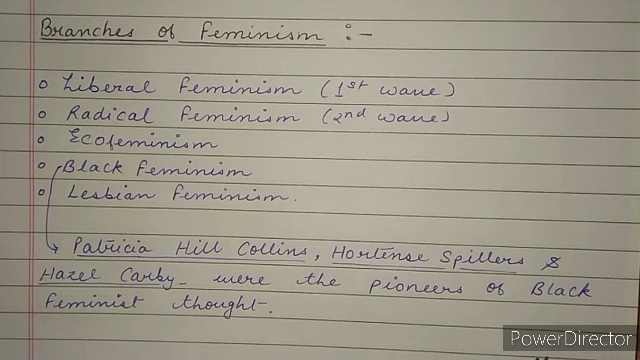 Branches of Feminism :-
o Liberal Feminism (1st wave)
o Radical Feminism (2nd wave)
o Ecofeminism
o Black Feminism
o Lesbian Feminism.
Patricia Hill Collins, Hortense Spillers &
Hazel Carby - were the pioneers of Black
Feminist thought.
PowerDirector